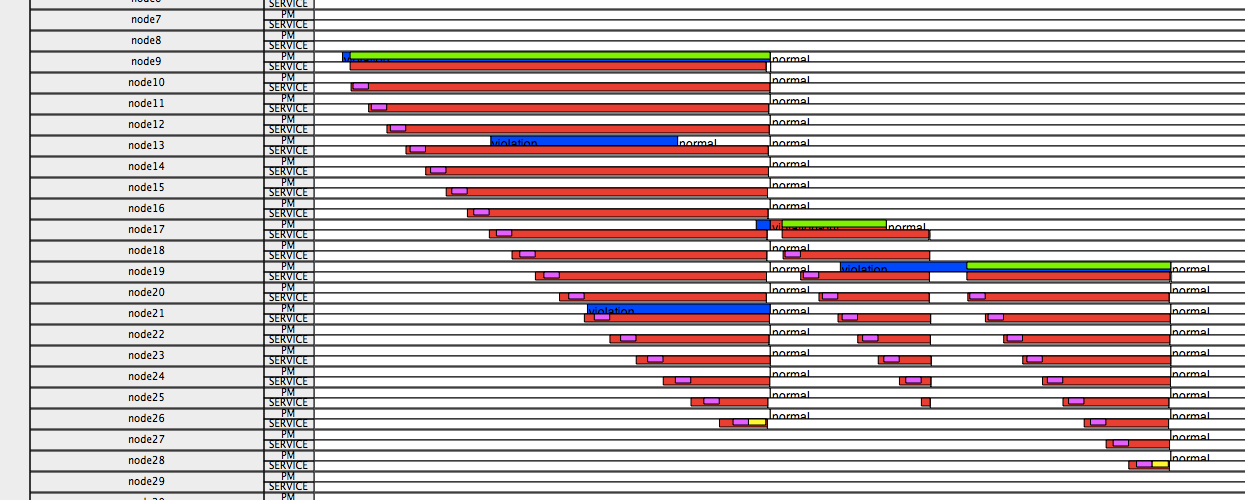 SERVICE
node7 PM
SERVICE
node8 PM
SERVICE
node9 PM normal
SERVICE
node10 PM normal
SERVICE
node11 PM normal
SERVICE
node12 PM normal
SERVICE
node13 PM violation normal normal
SERVICE
node14 PM normal
SERVICE
node15 PM normal
SERVICE
node16 PM normal
SERVICE
node17 PM normal
SERVICE
node18 PM normal
SERVICE
node19 PM normal violation normal
SERVICE
node20 PM normal normal
SERVICE
node21 PM violation normal normal
SERVICE
node22 PM normal normal
SERVICE
node23 PM normal normal
SERVICE
node24 PM normal normal
SERVICE
node25 PM normal normal
SERVICE
node26 PM normal normal
SERVICE
node27 PM normal
SERVICE
node28 PM normal
SERVICE
node29 PM
SERVICE
PM